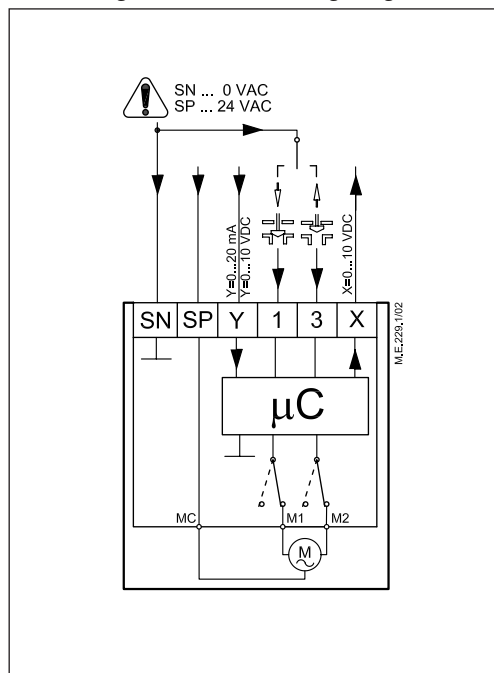 SN ... 0 VAC
SP ... 24 VAC
Y=0...20 mA
Y=0...10 VDC
X=0...10 VDC
SN SP Y 1 3 X
M.E.229.1/02
µC
MC M1 M2
M